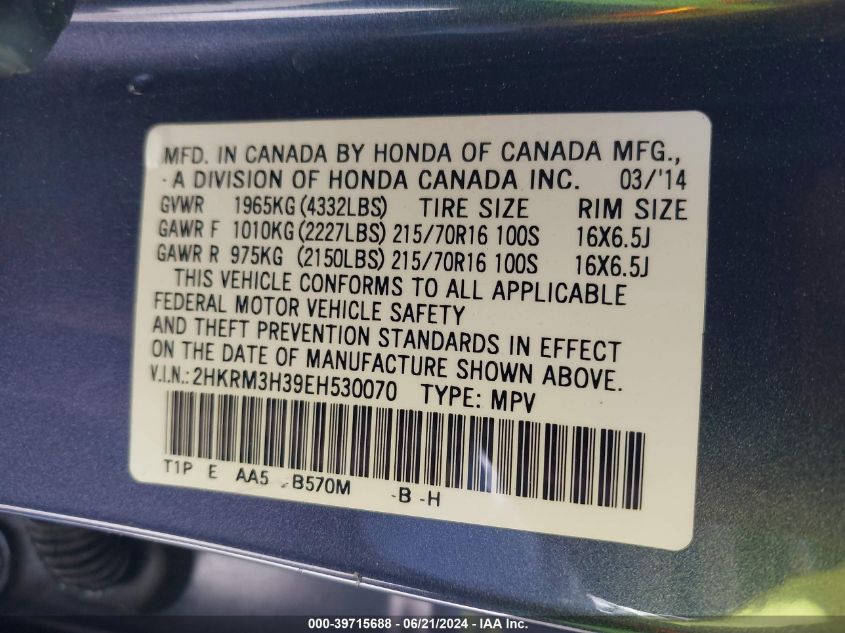 MFD. IN CANADA BY HONDA OF CANADA MFG.,
A DIVISION OF HONDA CANADA INC. 03/'14
GVWR 1965KG (4332LBS) TIRE SIZE RIM SIZE
GAWR F 1010KG (2227LBS) 215/70R16 100S 16X6.5J
GAWR R 975KG (2150LBS) 215/70R16 100S 16X6.5J
THIS VEHICLE CONFORMS TO ALL APPLICABLE
FEDERAL MOTOR VEHICLE SAFETY
AND THEFT PREVENTION STANDARDS IN EFFECT
ON THE DATE OF MANUFACTURE SHOWN ABOVE.
V.I.N.: 2HKRM3H39EH530070 TYPE: MPV
T1P E AA5 -B570M -B -H
000-39715688 - 06/21/2024 - IAA Inc.